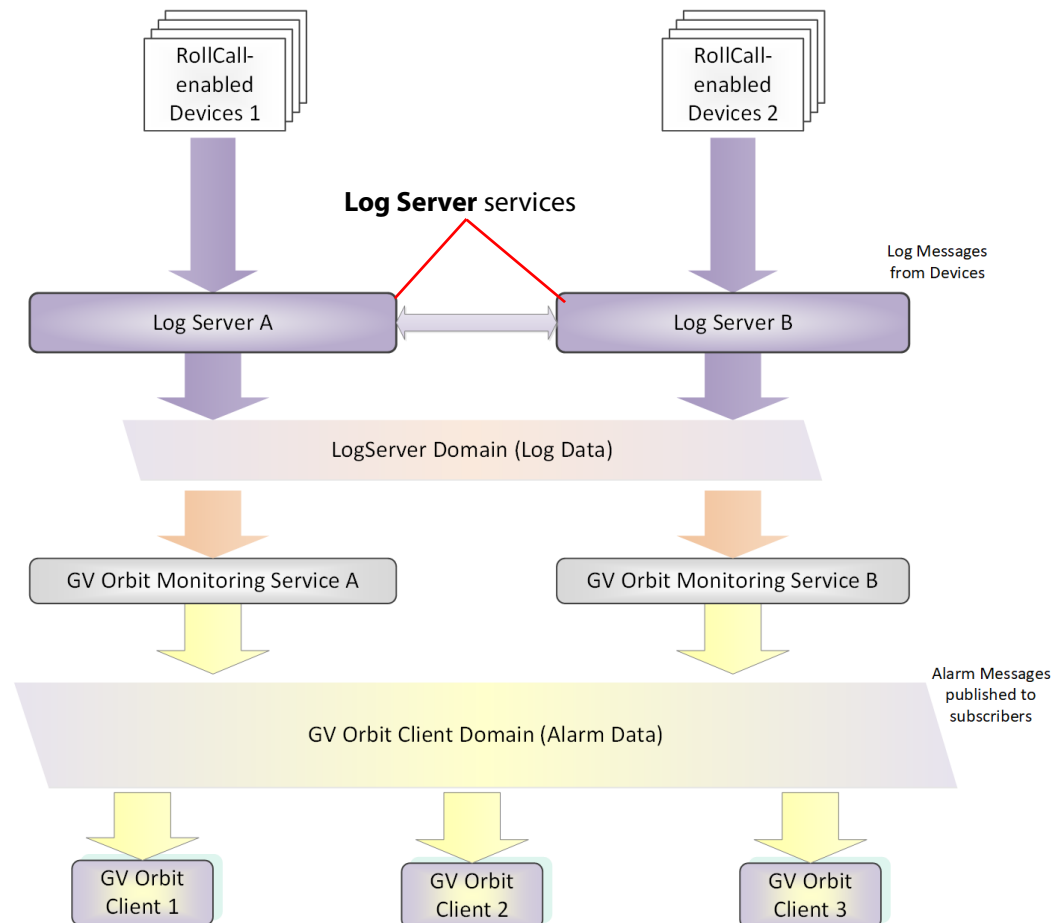 RollCall-
enabled
Devices 1
RollCall-
enabled
Devices 2
Log Server services
Log Messages
from Devices
Log Server A
Log Server B
LogServer Domain (Log Data)
GV Orbit Monitoring Service A
GV Orbit Monitoring Service B
Alarm Messages
published to
subscribers
GV Orbit Client Domain (Alarm Data)
GV Orbit
Client 1
GV Orbit
Client 2
GV Orbit
Client 3